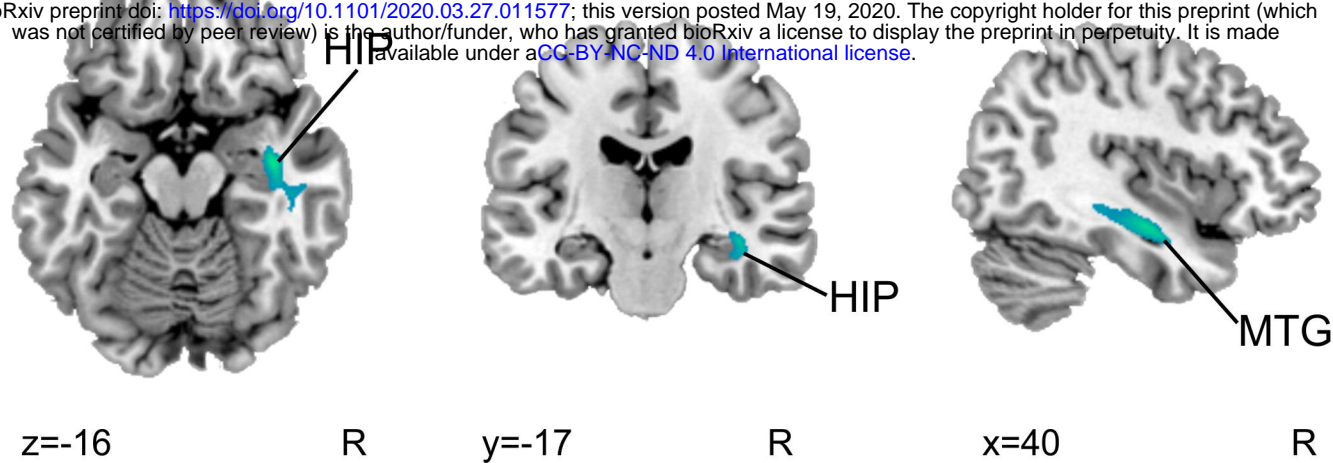 Rxiv preprint doi: https://doi.org/10.1101/2020.03.27.011577; this version posted May 19, 2020. The copyright holder for this preprint (which
was not certified by peer review) is the author/funder, who has granted bioRxiv a license to display the preprint in perpetuity. It is made
available under aCC-BY-NC-ND 4.0 International license.
HIP
HIP
MTG
z=-16 R y=-17 R x=40 R